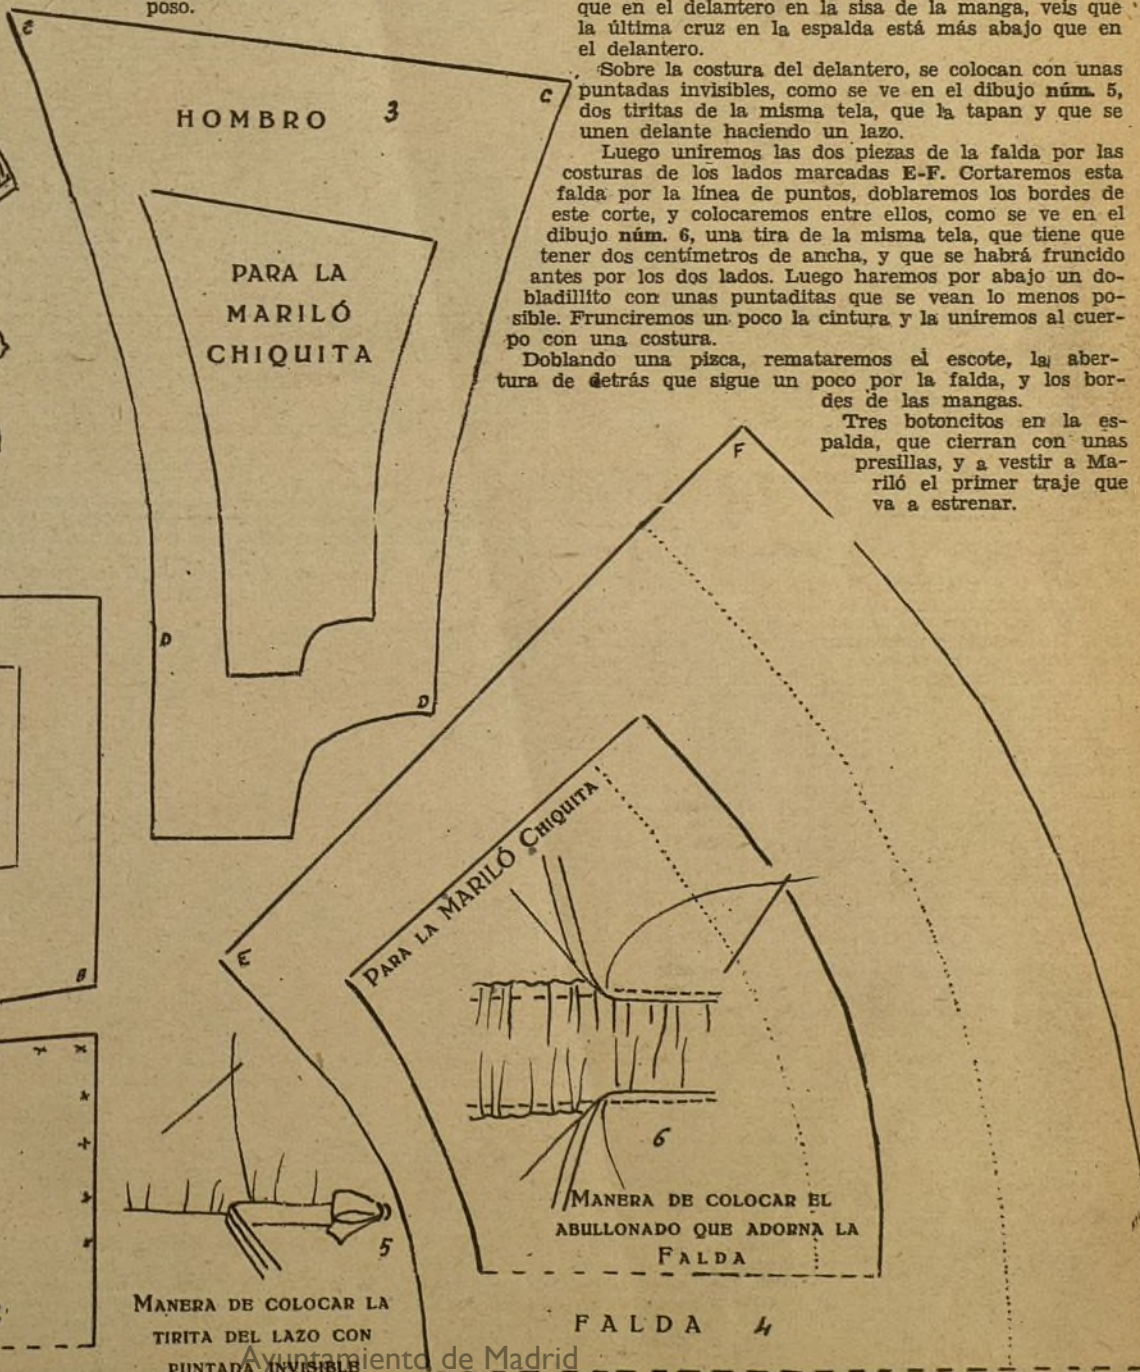 poso.
que en el delantero en la sisa de la manga, veis que
la última cruz en la espalda está más abajo que en
el delantero.
Sobre la costura del delantero, se colocan con unas
puntadas invisibles, como se ve en el dibujo núm. 5,
dos tiritas de la misma tela, que la tapan y que se
unen delante haciendo un lazo.
Luego uniremos las dos piezas de la falda por las
costuras de los lados marcadas E-F. Cortaremos esta
falda por la línea de puntos, doblaremos los bordes de
este corte, y colocaremos entre ellos, como se ve en el
dibujo núm. 6, una tira de la misma tela, que tiene que
tener dos centímetros de ancha, y que se habrá fruncido
antes por los dos lados. Luego haremos por abajo un do-
bladillito con unas puntaditas que se vean lo menos po-
sible. Frunciremos un poco la cintura y la uniremos al cuer-
po con una costura.
Doblando una pizca, remataremos el escote, la aber-
tura de detrás que sigue un poco por la falda, y los bor-
des de las mangas.
Tres botoncitos en la es-
palda, que cierran con unas
presillas, y a vestir a Ma-
riló el primer traje que
va a estrenar.
C
C
HOMBRO 3
PARA LA
MARILÓ
CHIQUITA
D
D
F
E
B
PARA LA MARILÓ CHIQUITA
6
MANERA DE COLOCAR EL
ABULLONADO QUE ADORNA LA
FALDA
5
MANERA DE COLOCAR LA
TIRITA DEL LAZO CON
PUNTADA INVISIBLE
FALDA 4
Ayuntamiento de Madrid